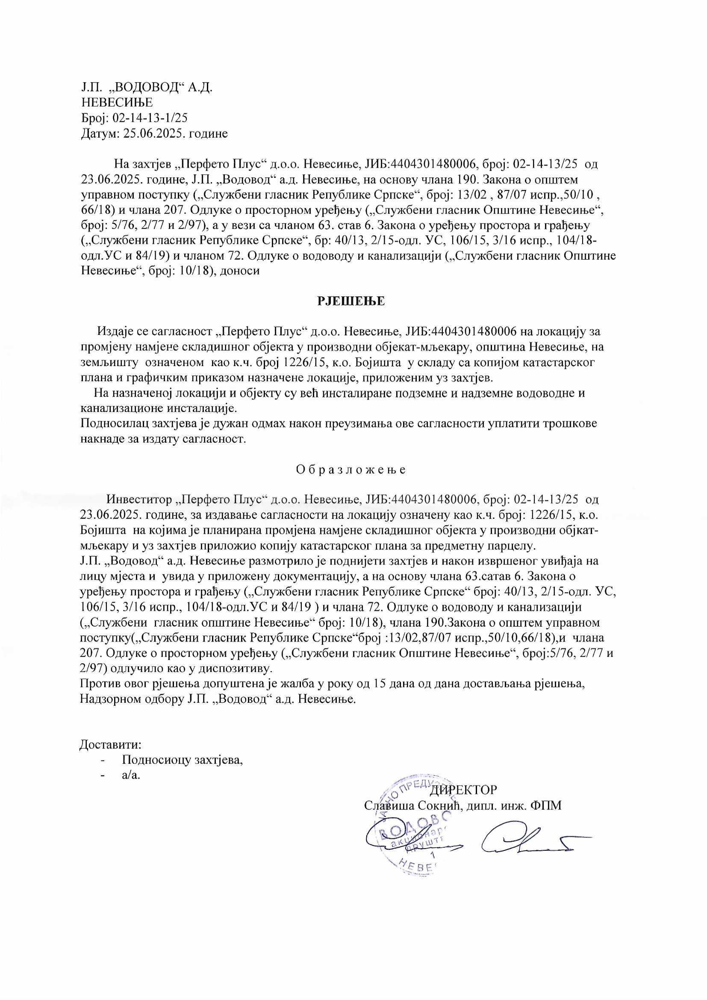 Ј.П. „ВОДОВОД“ А.Д.
НЕВЕСИЊЕ
Број: 02-14-13-1/25
Датум: 25.06.2025. године
На захтјев „Перфето Плус“ д.о.о. Невесиње, ЈИБ:4404301480006, број: 02-14-13/25 од
23.06.2025. године, Ј.П. „Водовод“ а.д. Невесиње, на основу члана 190. Закона о општем
управном поступку („Службени гласник Републике Српске“, број: 13/02 , 87/07 испр.,50/10 ,
66/18) и члана 207. Одлуке о просторном уређењу („Службени гласник Општине Невесиње“,
број: 5/76, 2/77 и 2/97), а у вези са чланом 63. став 6. Закона о уређењу простора и грађењу
(„Службени гласник Републике Српске“, бр: 40/13, 2/15-одл. УС, 106/15, 3/16 испр., 104/18-
одл.УС и 84/19) и чланом 72. Одлуке о водоводу и канализацији („Службени гласник Општине
Невесиње“, број: 10/18), доноси
РЈЕШЕЊЕ
Издаје се сагласност „Перфето Плус“ д.о.о. Невесиње, ЈИБ:4404301480006 на локацију за
промјену намјене складишног објекта у производни објекат-мљекару, општина Невесиње, на
земљишту означеном као к.ч. број 1226/15, к.о. Бојишта у складу са копијом катастарског
плана и графичким приказом назначене локације, приложеним уз захтјев.
На назначеној локацији и објекту су већ инсталиране подземне и надземне водоводне и
канализационе инсталације.
Подносилац захтјева је дужан одмах након преузимања ове сагласности уплатити трошкове
накнаде за издату сагласност.
О б р а з л о ж е њ е
Инвеститор „Перфето Плус“ д.о.о. Невесиње, ЈИБ:4404301480006, број: 02-14-13/25 од
23.06.2025. године, за издавање сагласности на локацију означену као к.ч. број: 1226/15, к.о.
Бојишта на којима је планирана промјена намјене складишног објекта у производни објкат-
мљекару и уз захтјев приложио копију катастарског плана за предметну парцелу.
Ј.П. „Водовод“ а.д. Невесиње размотрило је поднијети захтјев и након извршеног увиђаја на
лицу мјеста и увида у приложену документацију, а на основу члана 63.сатав 6. Закона о
уређењу простора и грађењу („Службени гласник Републике Српске“ број: 40/13, 2/15-одл. УС,
106/15, 3/16 испр., 104/18-одл.УС и 84/19 ) и члана 72. Одлуке о водоводу и канализацији
(„Службени гласник општине Невесиње“ број: 10/18), члана 190.Закона о општем управном
поступку(„Службени гласник Републике Српске“број :13/02,87/07 испр.,50/10,66/18),и члана
207. Одлуке о просторном уређењу („Службени гласник Општине Невесиње“, број:5/76, 2/77 и
2/97) одлучило као у диспозитиву.
Против овог рјешења допуштена је жалба у року од 15 дана од дана достављања рјешења,
Надзорном одбору Ј.П. „Водовод“ а.д. Невесиње.
Доставити:
- Подносиоцу захтјева,
- а/а.
ДИРЕКТОР
Славиша Сокнић, дипл. инж. ФПМ
1